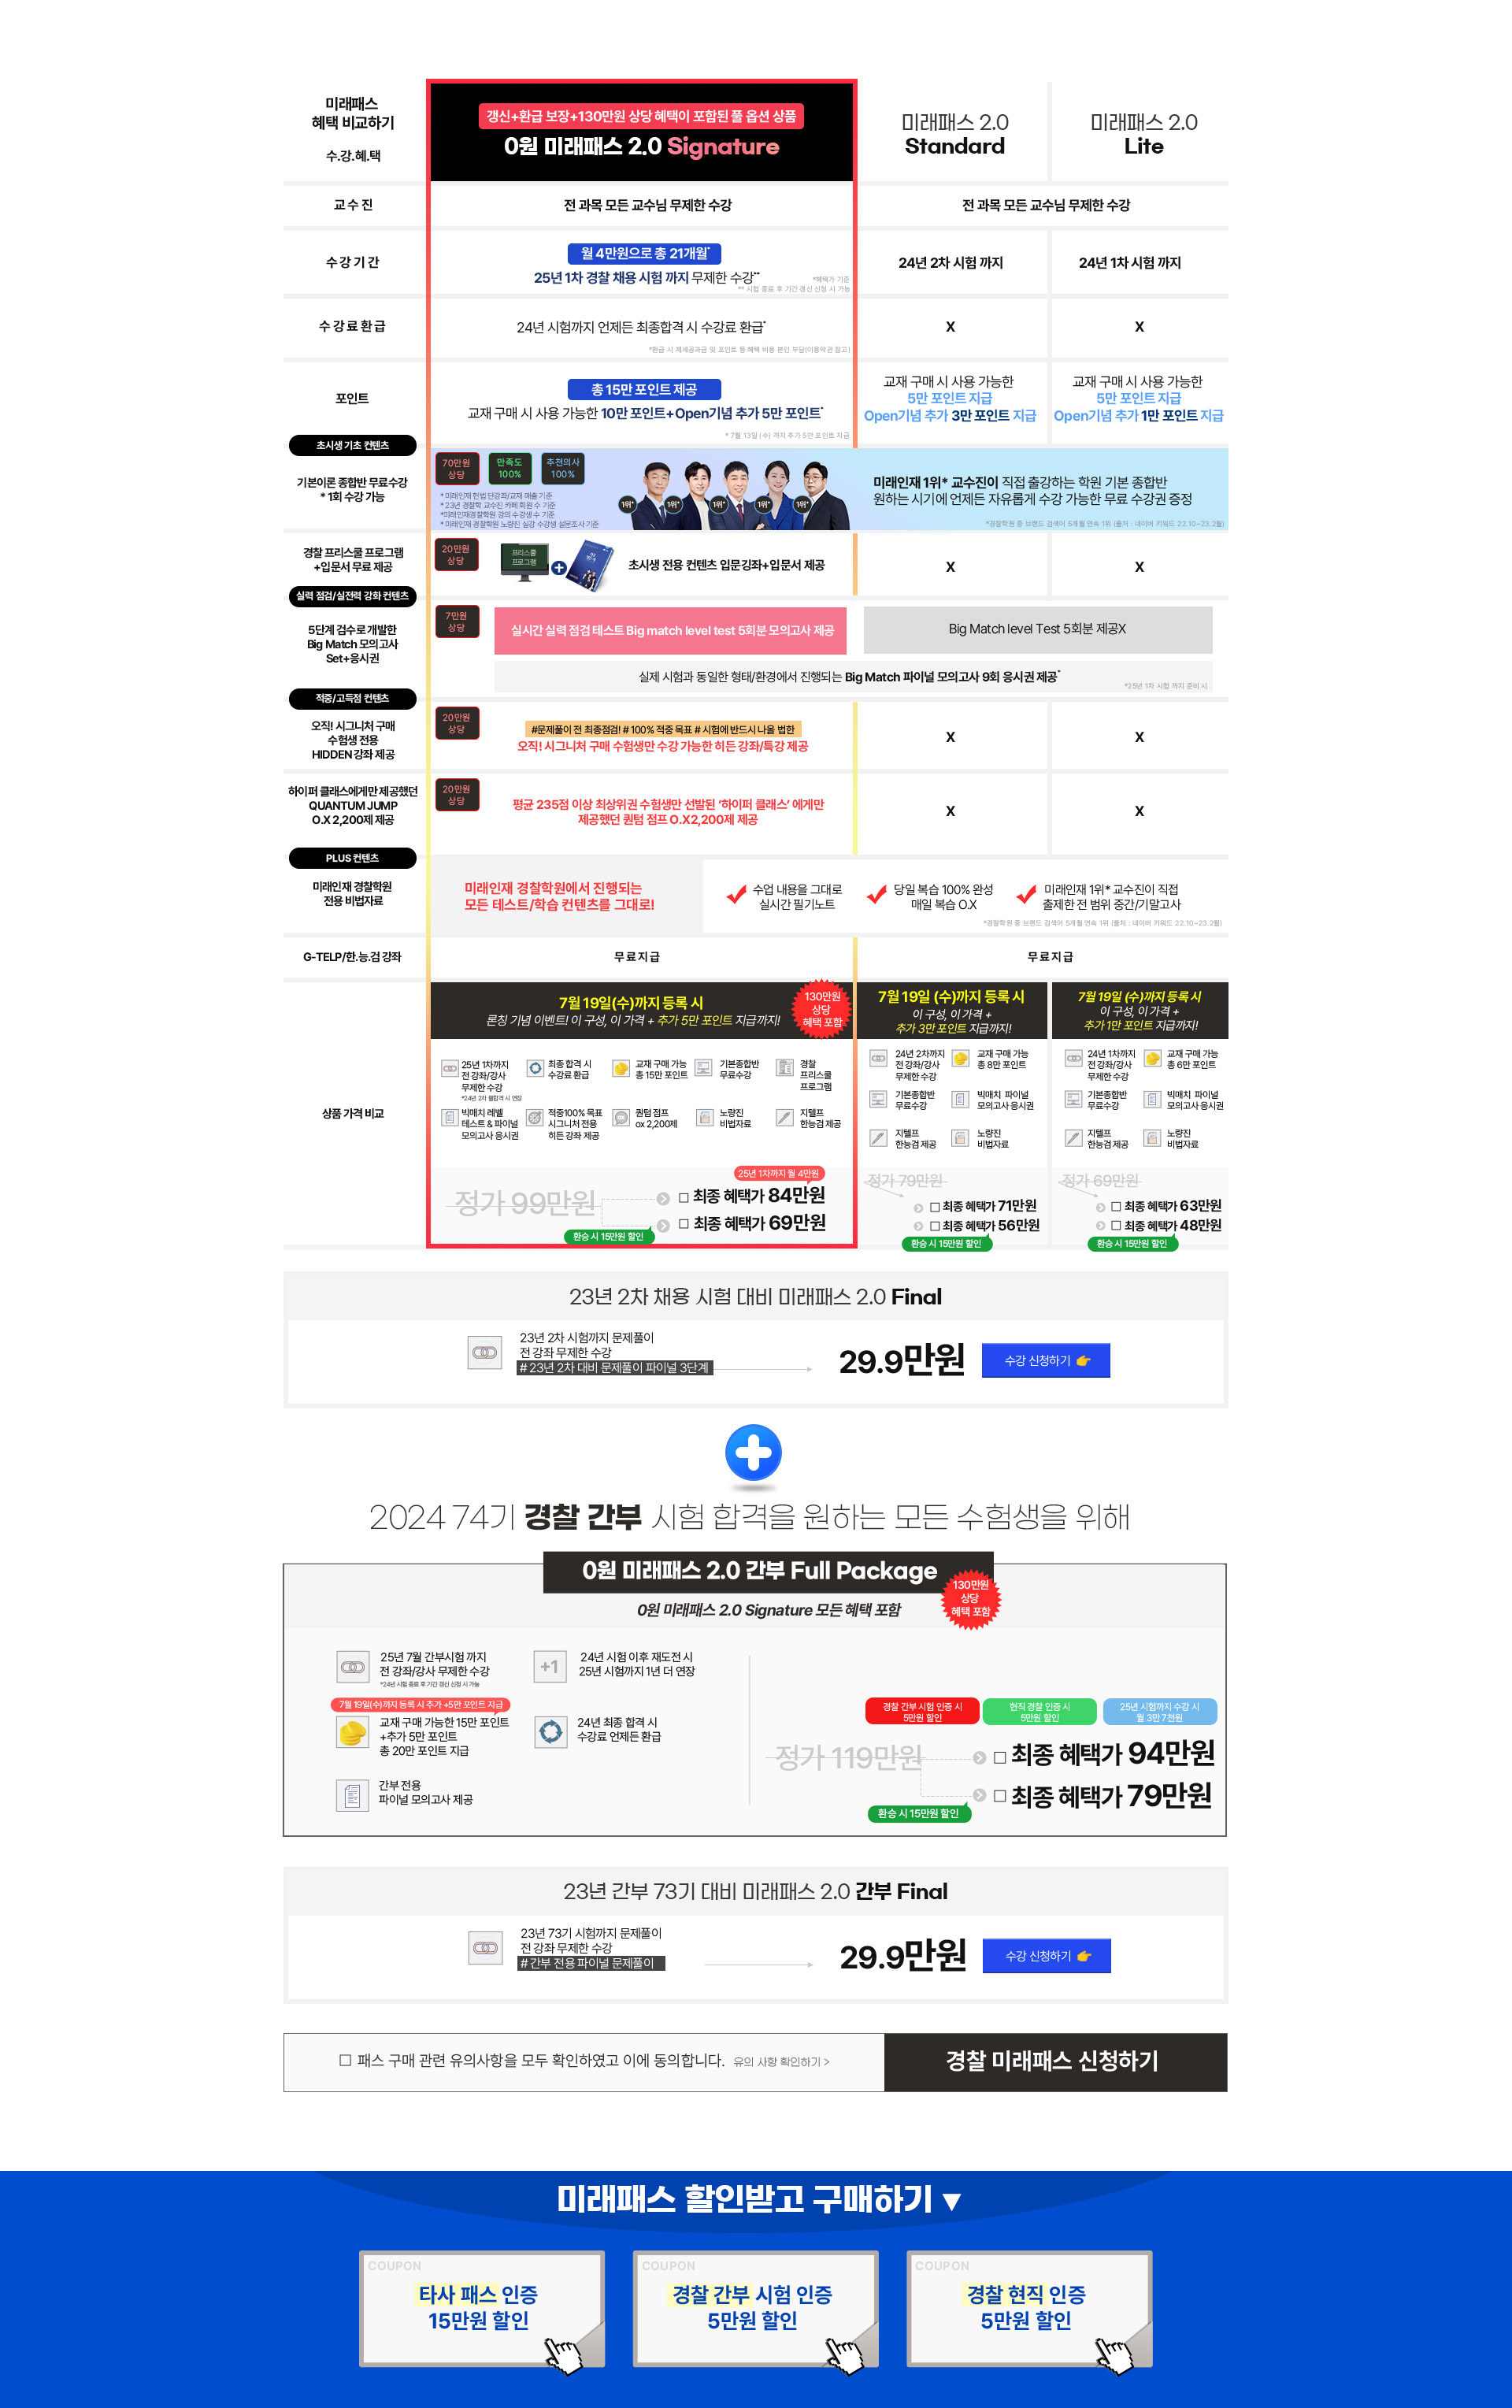 미래패스
혜택 비교하기
수.강.혜.택
갱신+환급 보장+130만원 상당 혜택이 포함된 풀 옵션 상품
0원 미래패스 2.0 Signature
미래패스 2.0
Standard
미래패스 2.0
Lite
교 수 진
전 과목 모든 교수님 무제한 수강
전 과목 모든 교수님 무제한 수강
수 강 기 간
월 4만원으로 총 21개월*
25년 1차 경찰 채용 시험 까지 무제한 수강**
*혜택가 기준
** 시험 종료 후 기간 갱신 신청 시 가능
24년 2차 시험 까지
24년 1차 시험 까지
수 강 료 환 급
24년 시험까지 언제든 최종합격 시 수강료 환급*
*환급 시 제세공과금 및 포인트 등 혜택 비용 본인 부담(이용약관 참고)
X
X
포인트
총 15만 포인트 제공
교재 구매 시 사용 가능한 10만 포인트+Open기념 추가 5만 포인트*
* 7월 13일 (수) 까지 추가 5만 포인트 지급
교재 구매 시 사용 가능한
5만 포인트 지급
Open기념 추가 3만 포인트 지급
교재 구매 시 사용 가능한
5만 포인트 지급
Open기념 추가 1만 포인트 지급
초시생 기초 컨텐츠
기본이론 종합반 무료수강
* 1회 수강 가능
70만원
상당
만족도
100%
추천의사
100%
* 미래인재 헌법 단강좌/교재 매출 기준
* 23년 경찰학 교수진 카페 회원 수 기준
*미래인재경찰학원 강의 수강생 수 기준
* 미래인재 경찰학원 노량진 실강 수강생 설문조사 기준
1위* 1위* 1위* 1위* 1위*
미래인재 1위* 교수진이 직접 출강하는 학원 기본 종합반
원하는 시기에 언제든 자유롭게 수강 가능한 무료 수강권 증정
*경찰학원 중 브랜드 검색어 5개월 연속 1위 (출처 : 네이버 키워드 22.10~23.2월)
경찰 프리스쿨 프로그램
+입문서 무료 제공
20만원
상당
프리스쿨
프로그램
초시생 전용 컨텐츠 입문강좌+입문서 제공
X
X
실력 점검/실전력 강화 컨텐츠
5단계 검수로 개발한
Big Match 모의고사
Set+응시권
7만원
상당
실시간 실력 점검 테스트 Big match level test 5회분 모의고사 제공
Big Match level Test 5회분 제공X
실제 시험과 동일한 형태/환경에서 진행되는 Big Match 파이널 모의고사 9회 응시권 제공*
*25년 1차 시험 까지 준비 시
적중/고득점 컨텐츠
오직! 시그니처 구매
수험생 전용
HIDDEN 강좌 제공
20만원
상당
#문제풀이 전 최종점검! # 100% 적중 목표 # 시험에 반드시 나올 법한
오직! 시그니처 구매 수험생만 수강 가능한 히든 강좌/특강 제공
X
X
하이퍼 클래스에게만 제공했던
QUANTUM JUMP
O.X 2,200제 제공
20만원
상당
평균 235점 이상 최상위권 수험생만 선발된 ‘하이퍼 클래스’ 에게만
제공했던 퀀텀 점프 O.X2,200제 제공
X
X
PLUS 컨텐츠
미래인재 경찰학원
전용 비법자료
미래인재 경찰학원에서 진행되는
모든 테스트/학습 컨텐츠를 그대로!
수업 내용을 그대로
실시간 필기노트
당일 복습 100% 완성
매일 복습 O.X
미래인재 1위* 교수진이 직접
출제한 전 범위 중간/기말고사
*경찰학원 중 브랜드 검색어 5개월 연속 1위 (출처 : 네이버 키워드 22.10~23.2월)
G-TELP/한.능.검 강좌
무료지급
무료지급
상품 가격 비교
7월 19일(수)까지 등록 시
론칭 기념 이벤트! 이 구성, 이 가격 + 추가 5만 포인트 지급까지!
130만원
상당
혜택 포함
7월 19일 (수)까지 등록 시
이 구성, 이 가격 +
추가 3만 포인트 지급까지!
7월 19일 (수)까지 등록 시
이 구성, 이 가격 +
추가 1만 포인트 지급까지!
25년 1차까지
전 강좌/강사
무제한 수강
*24년 2차 불합격 시 연장
최종 합격 시
수강료 환급
교재 구매 가능
총 15만 포인트
기본종합반
무료수강
경찰
프리스쿨
프로그램
빅매치 레벨
테스트 & 파이널
모의고사 응시권
적중100% 목표
시그니처 전용
히든 강좌 제공
퀀텀 점프
ox 2,200제
노량진
비법자료
지텔프
한능검 제공
24년 2차까지
전 강좌/강사
무제한 수강
교재 구매 가능
총 8만 포인트
기본종합반
무료수강
빅매치 파이널
모의고사 응시권
지텔프
한능검 제공
노량진
비법자료
24년 1차까지
전 강좌/강사
무제한 수강
교재 구매 가능
총 6만 포인트
기본종합반
무료수강
빅매치 파이널
모의고사 응시권
지텔프
한능검 제공
노량진
비법자료
25년 1차까지 월 4만원
정가 99만원
□ 최종 혜택가 84만원
□ 최종 혜택가 69만원
환승 시 15만원 할인
정가 79만원
□ 최종 혜택가 71만원
□ 최종 혜택가 56만원
환승 시 15만원 할인
정가 69만원
□ 최종 혜택가 63만원
□ 최종 혜택가 48만원
환승 시 15만원 할인
23년 2차 채용 시험 대비 미래패스 2.0 Final
23년 2차 시험까지 문제풀이
전 강좌 무제한 수강
# 23년 2차 대비 문제풀이 파이널 3단계
29.9만원
수강 신청하기
2024 74기 경찰 간부 시험 합격을 원하는 모든 수험생을 위해
0원 미래패스 2.0 간부 Full Package
0원 미래패스 2.0 Signature 모든 혜택 포함
130만원
상당
혜택 포함
25년 7월 간부시험 까지
전 강좌/강사 무제한 수강
*24년 시험 종료 후 기간 갱신 신청 시 가능
+1
24년 시험 이후 재도전 시
25년 시험까지 1년 더 연장
7월 19일(수)까지 등록 시 추가 +5만 포인트 지급
교재 구매 가능한 15만 포인트
+추가 5만 포인트
총 20만 포인트 지급
24년 최종 합격 시
수강료 언제든 환급
간부 전용
파이널 모의고사 제공
경찰 간부 시험 인증 시
5만원 할인
현직 경찰 인증 시
5만원 할인
25년 시험까지 수강 시
월 3만 7천원
정가 119만원
□ 최종 혜택가 94만원
□ 최종 혜택가 79만원
환승 시 15만원 할인
23년 간부 73기 대비 미래패스 2.0 간부 Final
23년 73기 시험까지 문제풀이
전 강좌 무제한 수강
# 간부 전용 파이널 문제풀이
29.9만원
수강 신청하기
□ 패스 구매 관련 유의사항을 모두 확인하였고 이에 동의합니다. 유의 사항 확인하기 >
경찰 미래패스 신청하기
미래패스 할인받고 구매하기 ▼
COUPON
타사 패스 인증
15만원 할인
COUPON
경찰 간부 시험 인증
5만원 할인
COUPON
경찰 현직 인증
5만원 할인